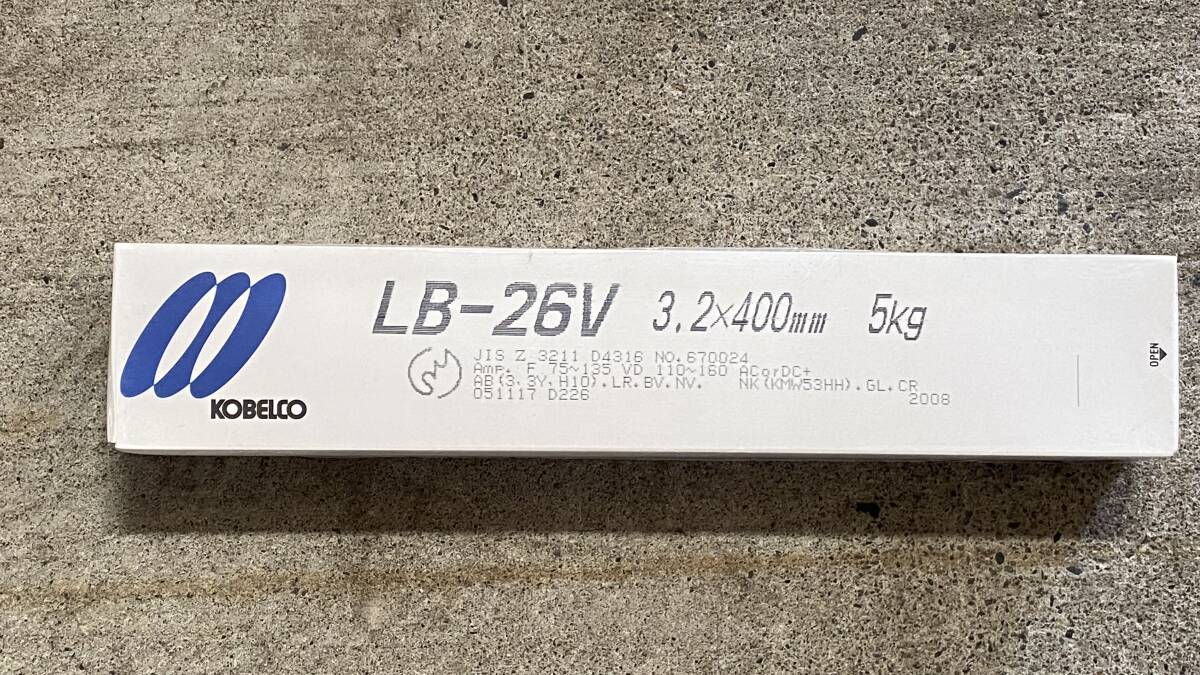 LB-26V 3.2×400mm 5kg
JIS Z 3211 D4316 NO.670024
Amp. F 75~135 VD 110~160 ACorDC+
AB(3,3Y,H10).LR.BV.NV. NK(KMW53HH).GL.CR
051117 D226 2008
KOBELCO
OPEN